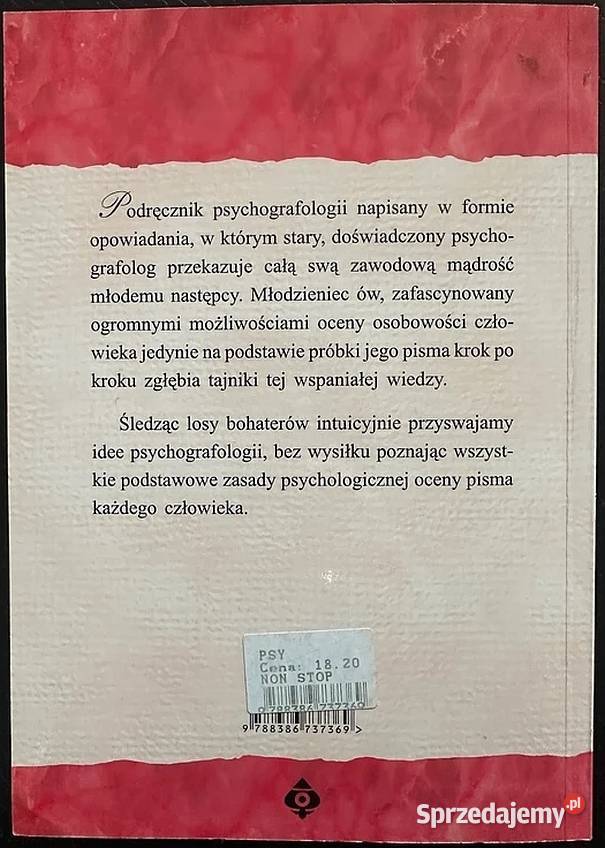 Podręcznik psychografologii napisany w formie
opowiadania, w którym stary, doświadczony psycho-
grafolog przekazuje całą swą zawodową mądrość
młodemu następcy. Młodzieniec ów, zafascynowany
ogromnymi możliwościami oceny osobowości czło-
wieka jedynie na podstawie próbki jego pisma krok po
kroku zgłębia tajniki tej wspaniałej wiedzy.
Śledząc losy bohaterów intuicyjnie przyswajamy
idee psychografologii, bez wysiłku poznając wszyst-
kie podstawowe zasady psychologicznej oceny pisma
każdego człowieka.
PSY
Cena: 18.20
NON STOP
9788386737369
9 788386 737369 >
Sprzedajemy.pl